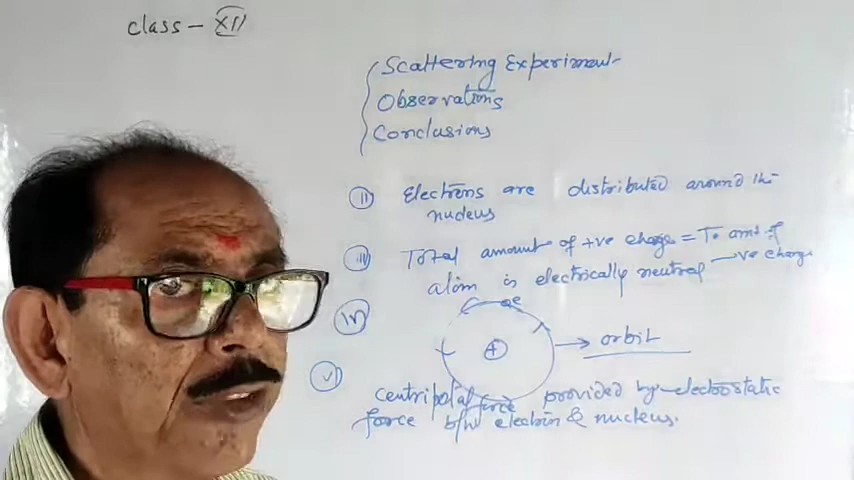 class - XII
Scattering Experiment
Observations
Conclusions
(ii) Electrons are distributed around the
nucleus
(iii) Total amount of +ve charge = To amt of
atom is electrically neutral -ve charge
(iv)
+ → orbit
(v)
centripetal force provided by electrostatic
force b/w electron & nucleus.